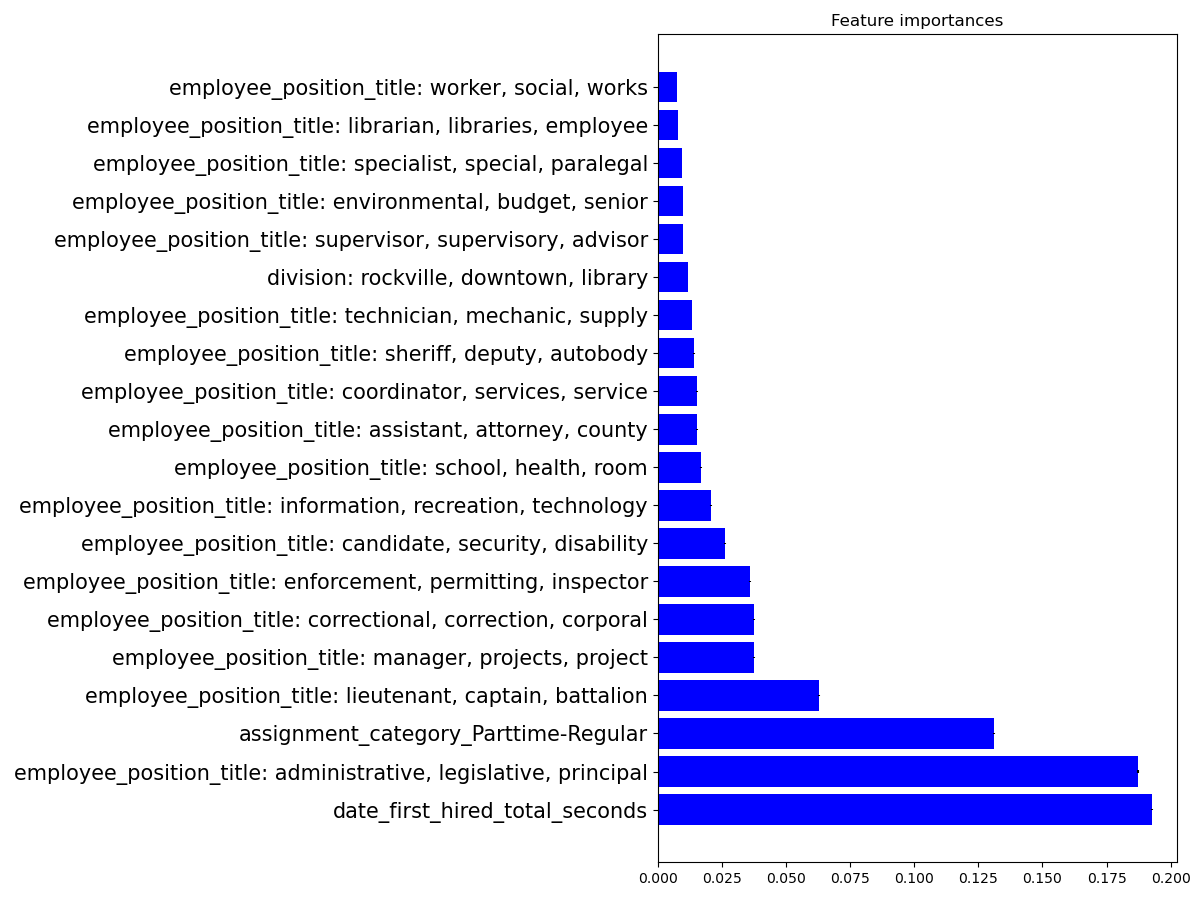 Feature importances
employee_position_title: worker, social, works
employee_position_title: librarian, libraries, employee
employee_position_title: specialist, special, paralegal
employee_position_title: environmental, budget, senior
employee_position_title: supervisor, supervisory, advisor
division: rockville, downtown, library
employee_position_title: technician, mechanic, supply
employee_position_title: sheriff, deputy, autobody
employee_position_title: coordinator, services, service
employee_position_title: assistant, attorney, county
employee_position_title: school, health, room
employee_position_title: information, recreation, technology
employee_position_title: candidate, security, disability
employee_position_title: enforcement, permitting, inspector
employee_position_title: correctional, correction, corporal
employee_position_title: manager, projects, project
employee_position_title: lieutenant, captain, battalion
assignment_category_Parttime-Regular
employee_position_title: administrative, legislative, principal
date_first_hired_total_seconds
0.000 0.025 0.050 0.075 0.100 0.125 0.150 0.175 0.200